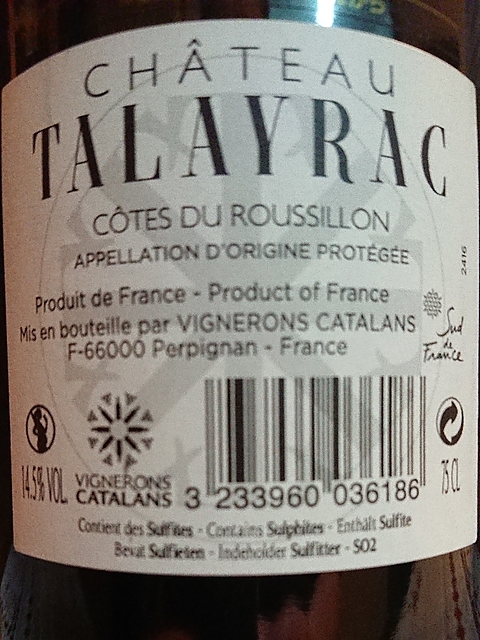 CHÂTEAU
TALAYRAC
CÔTES DU ROUSSILLON
APPELLATION D'ORIGINE PROTÉGÉE
2416
Produit de France - Product of France
Mis en bouteille par VIGNERONS CATALANS
F-66000 Perpignan - France
Sud
de
France
14.5% VOL.
VIGNERONS
CATALANS
3 233960 036186
75 CL
Contient des Sulfites - Contains Sulphites - Enthält Sulfite
Bevat Sulfieten - Indeholder Sulfitter - SO2